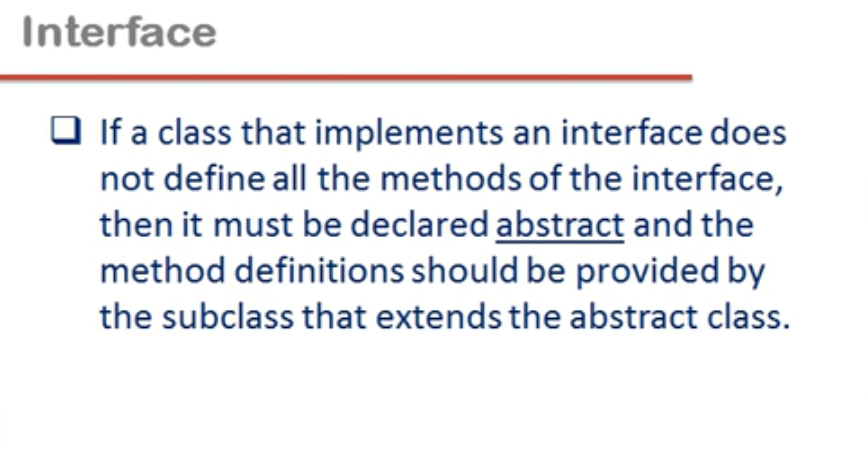 Interface
❑ If a class that implements an interface does
not define all the methods of the interface,
then it must be declared abstract and the
method definitions should be provided by
the subclass that extends the abstract class.